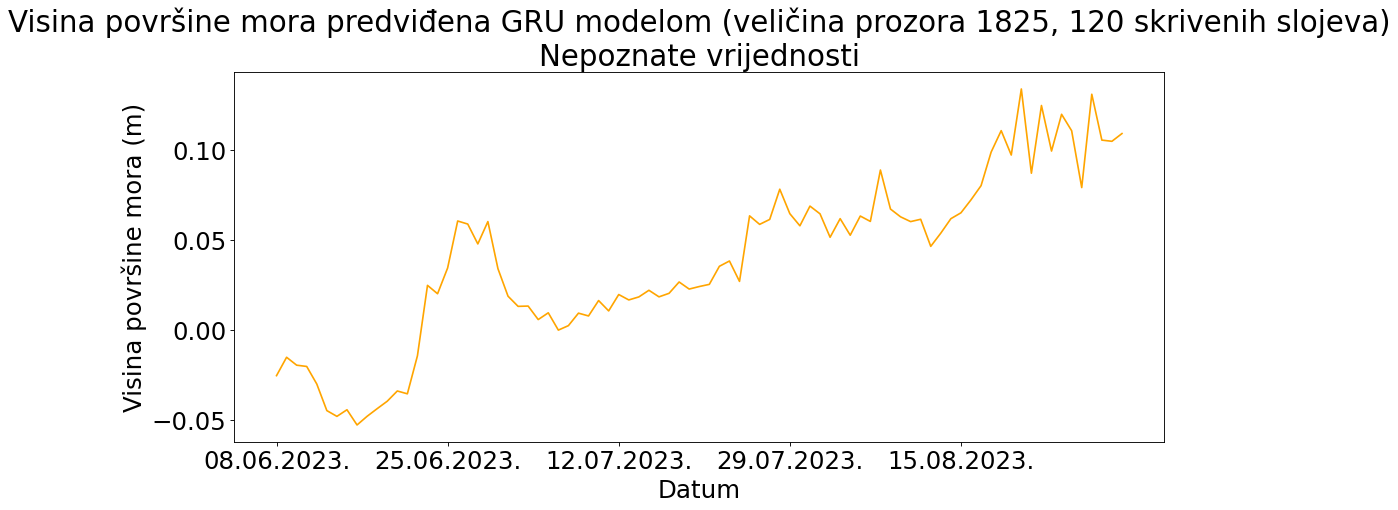 Visina površine mora predviđena GRU modelom (veličina prozora 1825, 120 skrivenih slojeva)
Nepoznate vrijednosti
Visina površine mora (m)
0.10
0.05
0.00
−0.05
08.06.2023. 25.06.2023. 12.07.2023. 29.07.2023. 15.08.2023.
Datum